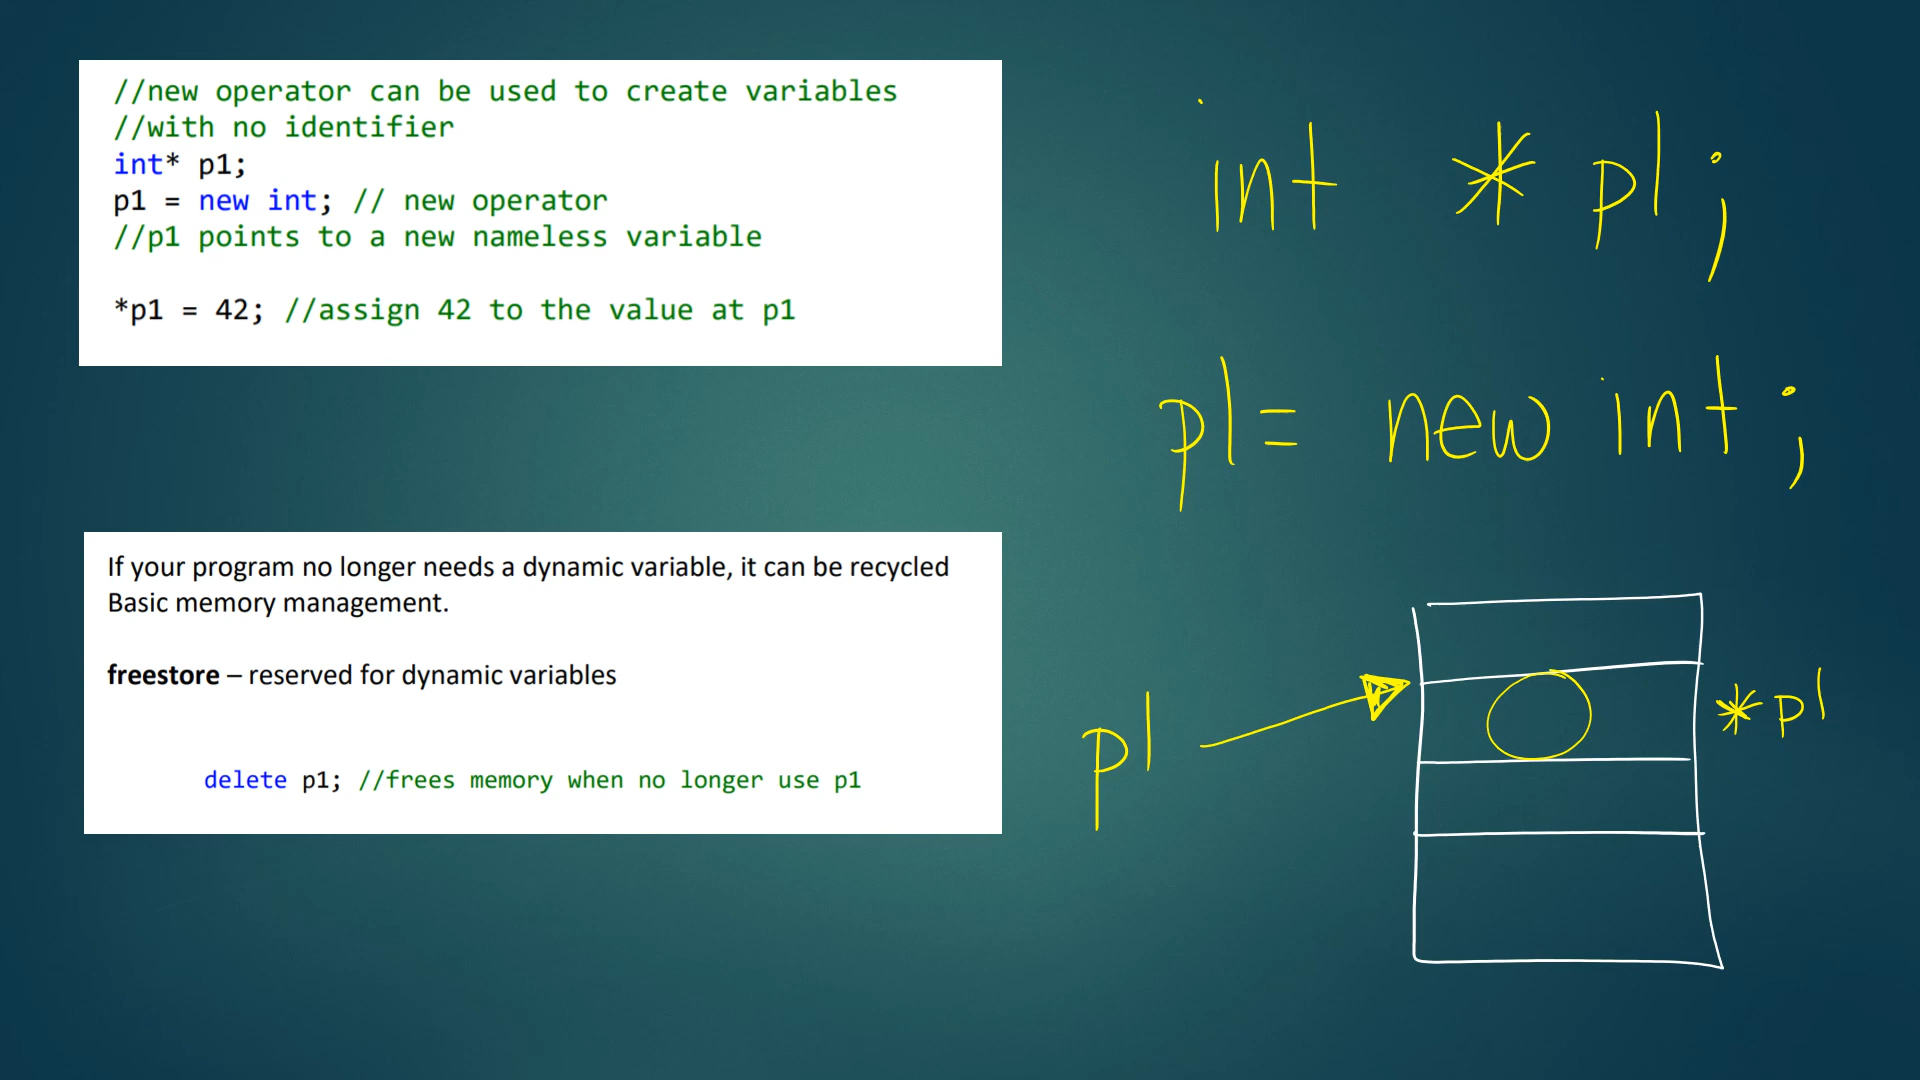 //new operator can be used to create variables
//with no identifier
int* p1;
p1 = new int; // new operator
//p1 points to a new nameless variable
*p1 = 42; //assign 42 to the value at p1
If your program no longer needs a dynamic variable, it can be recycled
Basic memory management.
freestore – reserved for dynamic variables
delete p1; //frees memory when no longer use p1
int * p1;
p1 = new int;
p1
*p1